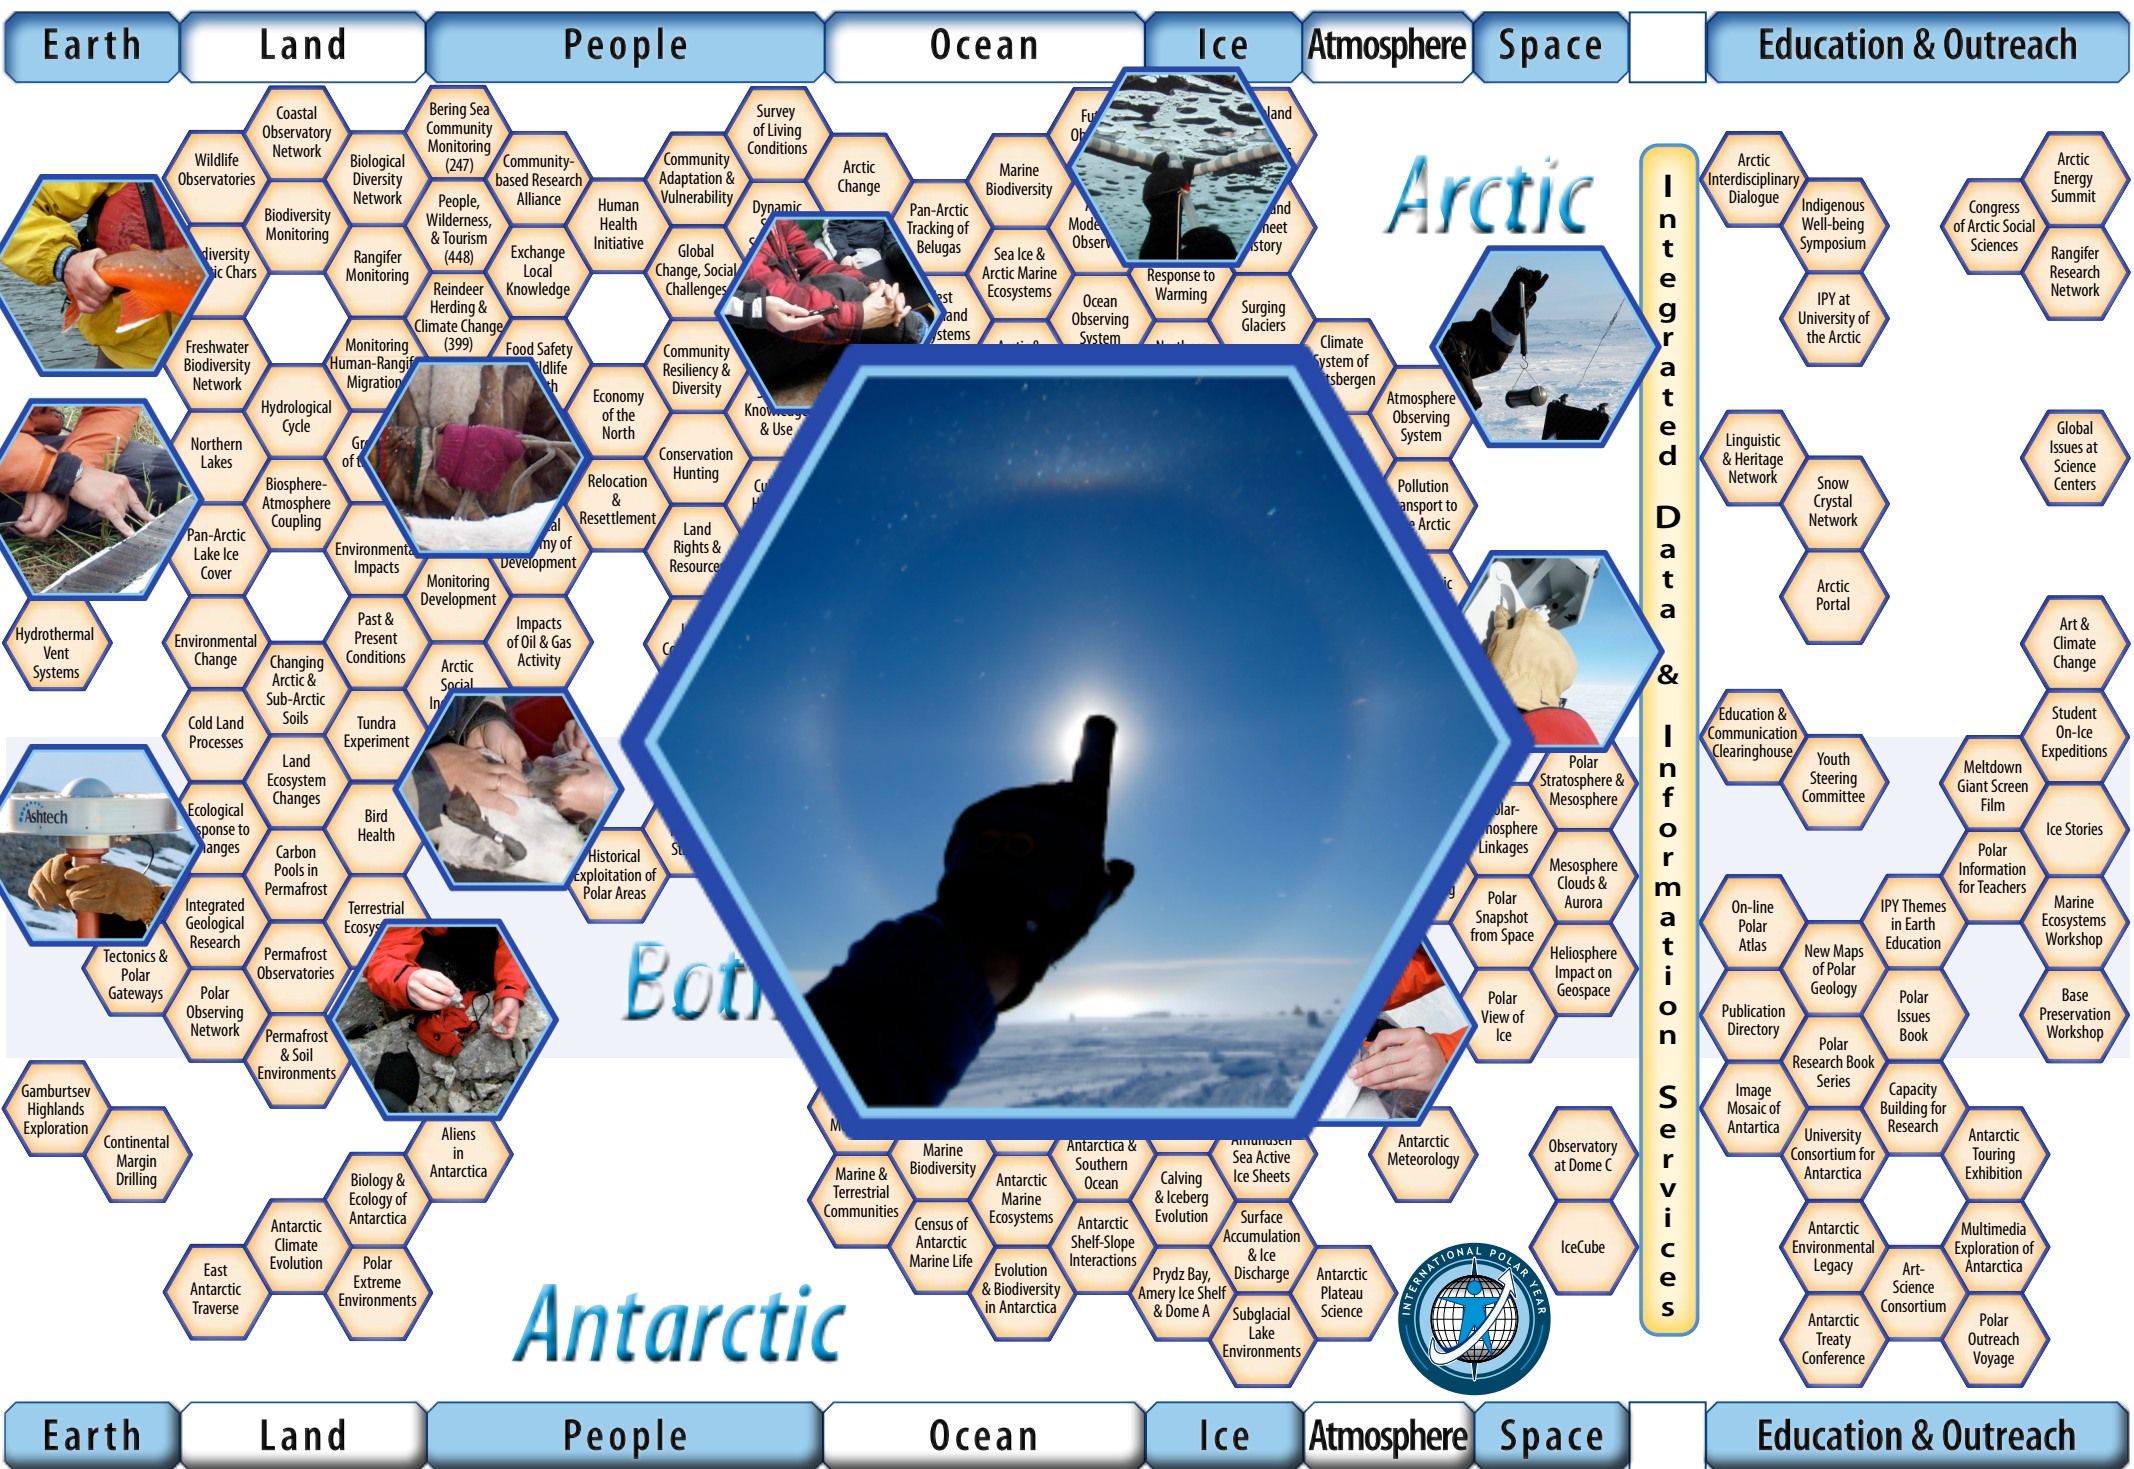 Earth
Land
People
Ocean
Ice
Atmosphere
Space
Education & Outreach
Coastal
Observatory
Network
Bering Sea
Community
Monitoring
(247)
Survey
of Living
Conditions
Wildlife
Observatories
Biological
Diversity
Network
Community-
based Research
Alliance
Community
Adaptation &
Vulnerability
Arctic
Change
Marine
Biodiversity
Arctic
Biodiversity
Monitoring
People,
Wilderness,
& Tourism
(448)
Human
Health
Initiative
Dynamic
Pan-Arctic
Tracking of
Belugas
Rangifer
Monitoring
Exchange
Local
Knowledge
Global
Change, Social
Challenges
Sea Ice &
Arctic Marine
Ecosystems
Response to
Warming
Reindeer
Herding &
Climate Change
(399)
Ocean
Observing
System
Surging
Glaciers
Freshwater
Biodiversity
Network
Monitoring
Human-Rangif
Migration
Food Safety
Community
Resiliency &
Diversity
Climate
System of
Hydrological
Cycle
Economy
of the
North
& Use
Atmosphere
Observing
System
Northern
Lakes
Conservation
Hunting
Biosphere-
Atmosphere
Coupling
Relocation
&
Resettlement
Pollution
Pan-Arctic
Lake Ice
Cover
Environmental
Impacts
Development
Land
Rights &
Resources
Monitoring
Development
Hydrothermal
Vent
Systems
Environmental
Change
Past &
Present
Conditions
Impacts
of Oil & Gas
Activity
Changing
Arctic &
Sub-Arctic
Soils
Arctic
Social
Cold Land
Processes
Tundra
Experiment
Land
Ecosystem
Changes
Polar
Stratosphere &
Mesosphere
Ashtech
Ecological
Bird
Health
Linkages
Carbon
Pools in
Permafrost
Historical
Exploitation of
Polar Areas
Mesosphere
Clouds &
Aurora
Integrated
Geological
Research
Terrestrial
Polar
Snapshot
from Space
Tectonics &
Polar
Gateways
Permafrost
Observatories
Heliosphere
Impact on
Geospace
Polar
Observing
Network
Polar
View of
Ice
Permafrost
& Soil
Environments
Gamburtsev
Highlands
Exploration
Continental
Margin
Drilling
Aliens
in
Antarctica
Biology &
Ecology of
Antarctica
Antarctic
Climate
Evolution
East
Antarctic
Traverse
Polar
Extreme
Environments
Antarctic
Marine &
Terrestrial
Communities
Marine
Biodiversity
Census of
Antarctic
Marine Life
Antarctic
Marine
Ecosystems
Evolution
& Biodiversity
in Antarctica
Antarctica &
Southern
Ocean
Antarctic
Shelf-Slope
Interactions
Calving
& Iceberg
Evolution
Prydz Bay,
Amery Ice Shelf
& Dome A
Amundsen
Sea Active
Ice Sheets
Surface
Accumulation
& Ice
Discharge
Subglacial
Lake
Environments
Antarctic
Plateau
Science
Antarctic
Meteorology
Observatory
at Dome C
IceCube
INTERNATIONAL POLAR YEAR
Integrated Data & Information Services
Arctic
Interdisciplinary
Dialogue
Indigenous
Well-being
Symposium
IPY at
University of
the Arctic
Arctic
Energy
Summit
Congress
of Arctic Social
Sciences
Rangifer
Research
Network
Linguistic
& Heritage
Network
Snow
Crystal
Network
Arctic
Portal
Global
Issues at
Science
Centers
Art &
Climate
Change
Education &
Communication
Clearinghouse
Youth
Steering
Committee
Student
On-Ice
Expeditions
Meltdown
Giant Screen
Film
Ice Stories
Polar
Information
for Teachers
On-line
Polar
Atlas
IPY Themes
in Earth
Education
Marine
Ecosystems
Workshop
New Maps
of Polar
Geology
Publication
Directory
Polar
Issues
Book
Base
Preservation
Workshop
Polar
Research Book
Series
Image
Mosaic of
Antartica
Capacity
Building for
Research
University
Consortium for
Antarctica
Antarctic
Touring
Exhibition
Antarctic
Environmental
Legacy
Multimedia
Exploration of
Antarctica
Art-
Science
Consortium
Antarctic
Treaty
Conference
Polar
Outreach
Voyage
Earth
Land
People
Ocean
Ice
Atmosphere
Space
Education & Outreach